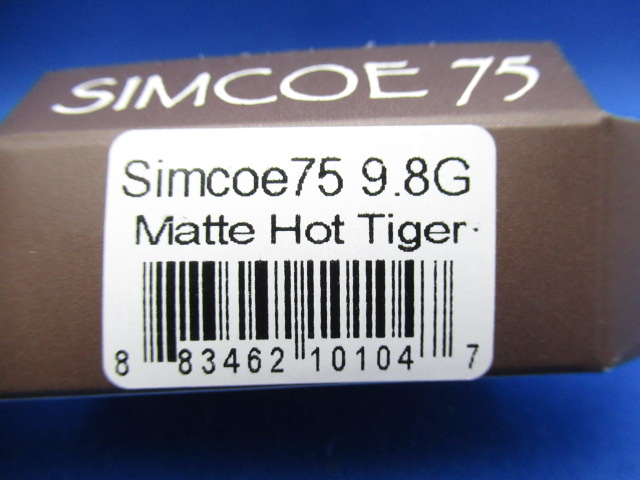 SIMCOE 75
Simcoe75 9.8G
Matte Hot Tiger
8 83462 10104 7